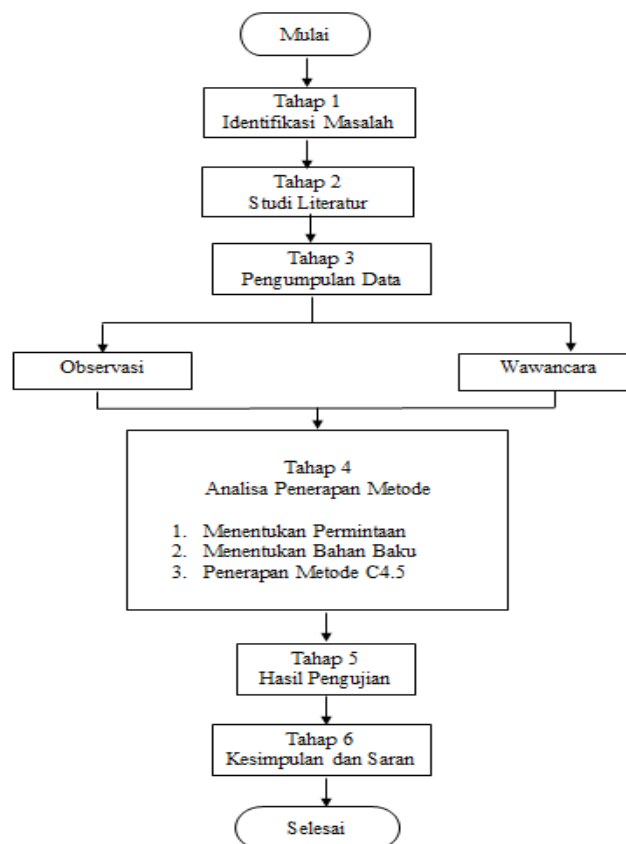 Mulai
Tahap 1
Identifikasi Masalah
Tahap 2
Studi Literatur
Tahap 3
Pengumpulan Data
Observasi
Wawancara
Tahap 4
Analisa Penerapan Metode
1. Menentukan Permintaan
2. Menentukan Bahan Baku
3. Penerapan Metode C4.5
Tahap 5
Hasil Pengujian
Tahap 6
Kesimpulan dan Saran
Selesai